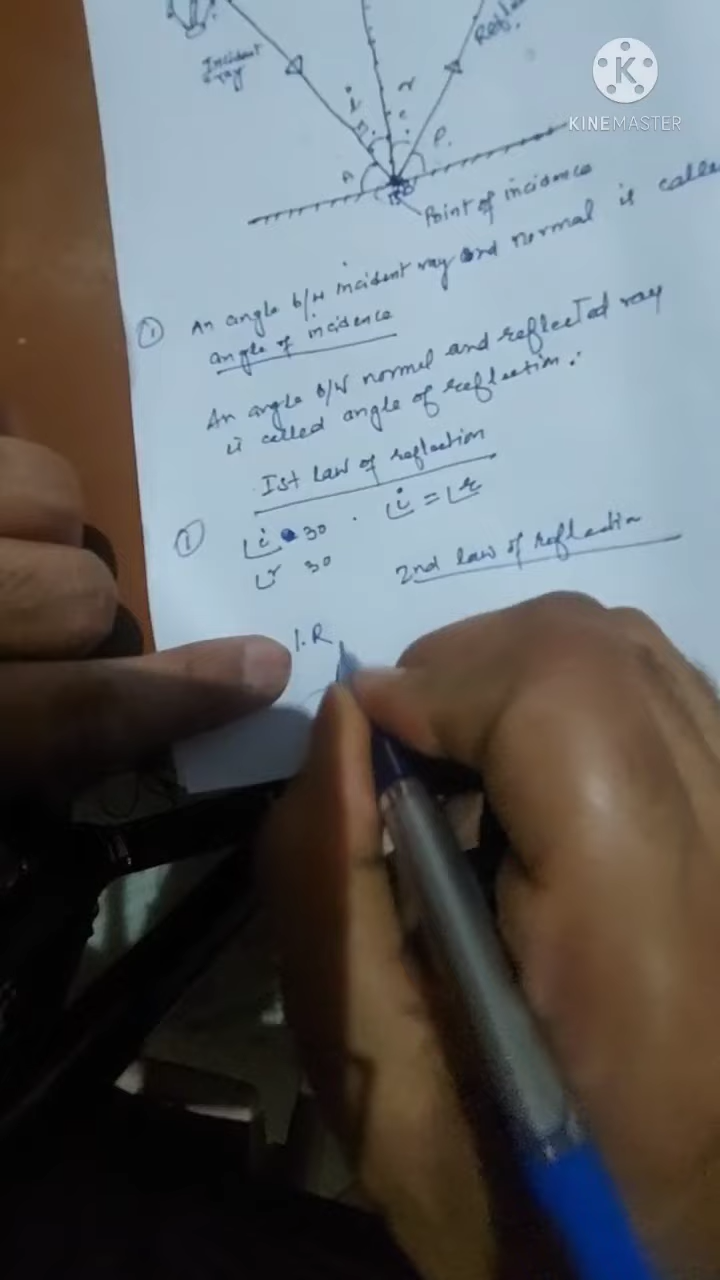 K
KINEMASTER
Incident
ray
Refl
i
r
A
B
Point of incidence
① An angle b/w incident ray and normal is calle
angle of incidence
An angle b/w normal and reflected ray
is called angle of reflection.
Ist law of reflection
① ∠i 30 . ∠i = ∠r
∠r 30
2nd law of reflection
I.R